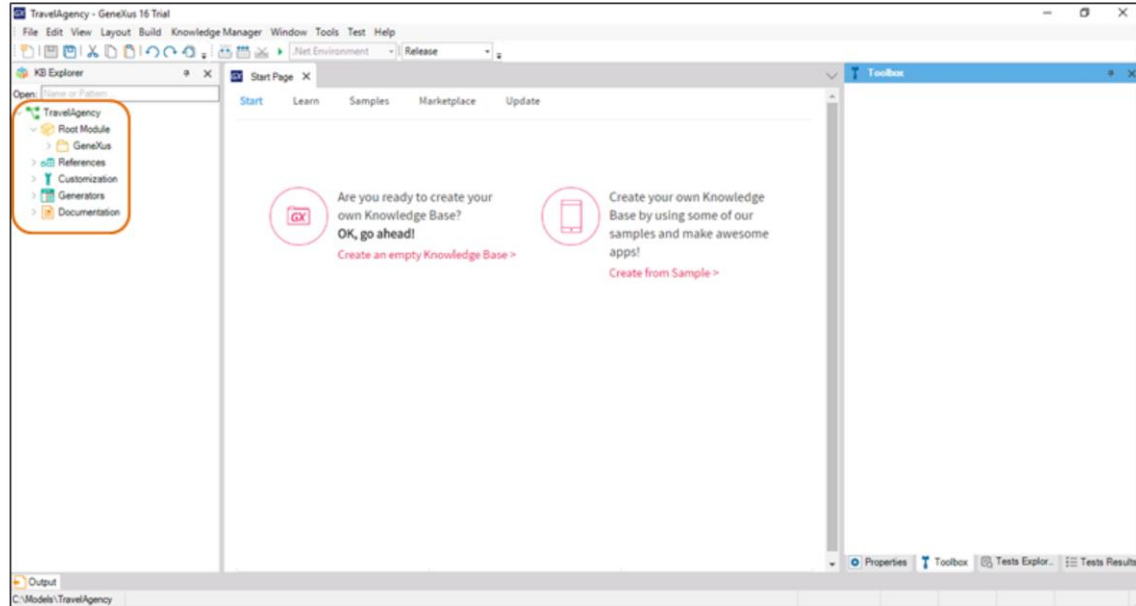 TravelAgency - GeneXus 16 Trial
File Edit View Layout Build Knowledge Manager Window Tools Test Help
.Net Environment Release
KB Explorer
Start Page
Toolbox
Open: Name or Pattern
Start Learn Samples Marketplace Update
TravelAgency
Root Module
GeneXus
References
Customization
Generators
Documentation
GX
Are you ready to create your
own Knowledge Base?
OK, go ahead!
Create an empty Knowledge Base >
Create your own Knowledge
Base by using some of our
samples and make awesome
apps!
Create from Sample >
Properties Toolbox Tests Explor... Tests Results
Output
C:\Models\TravelAgency